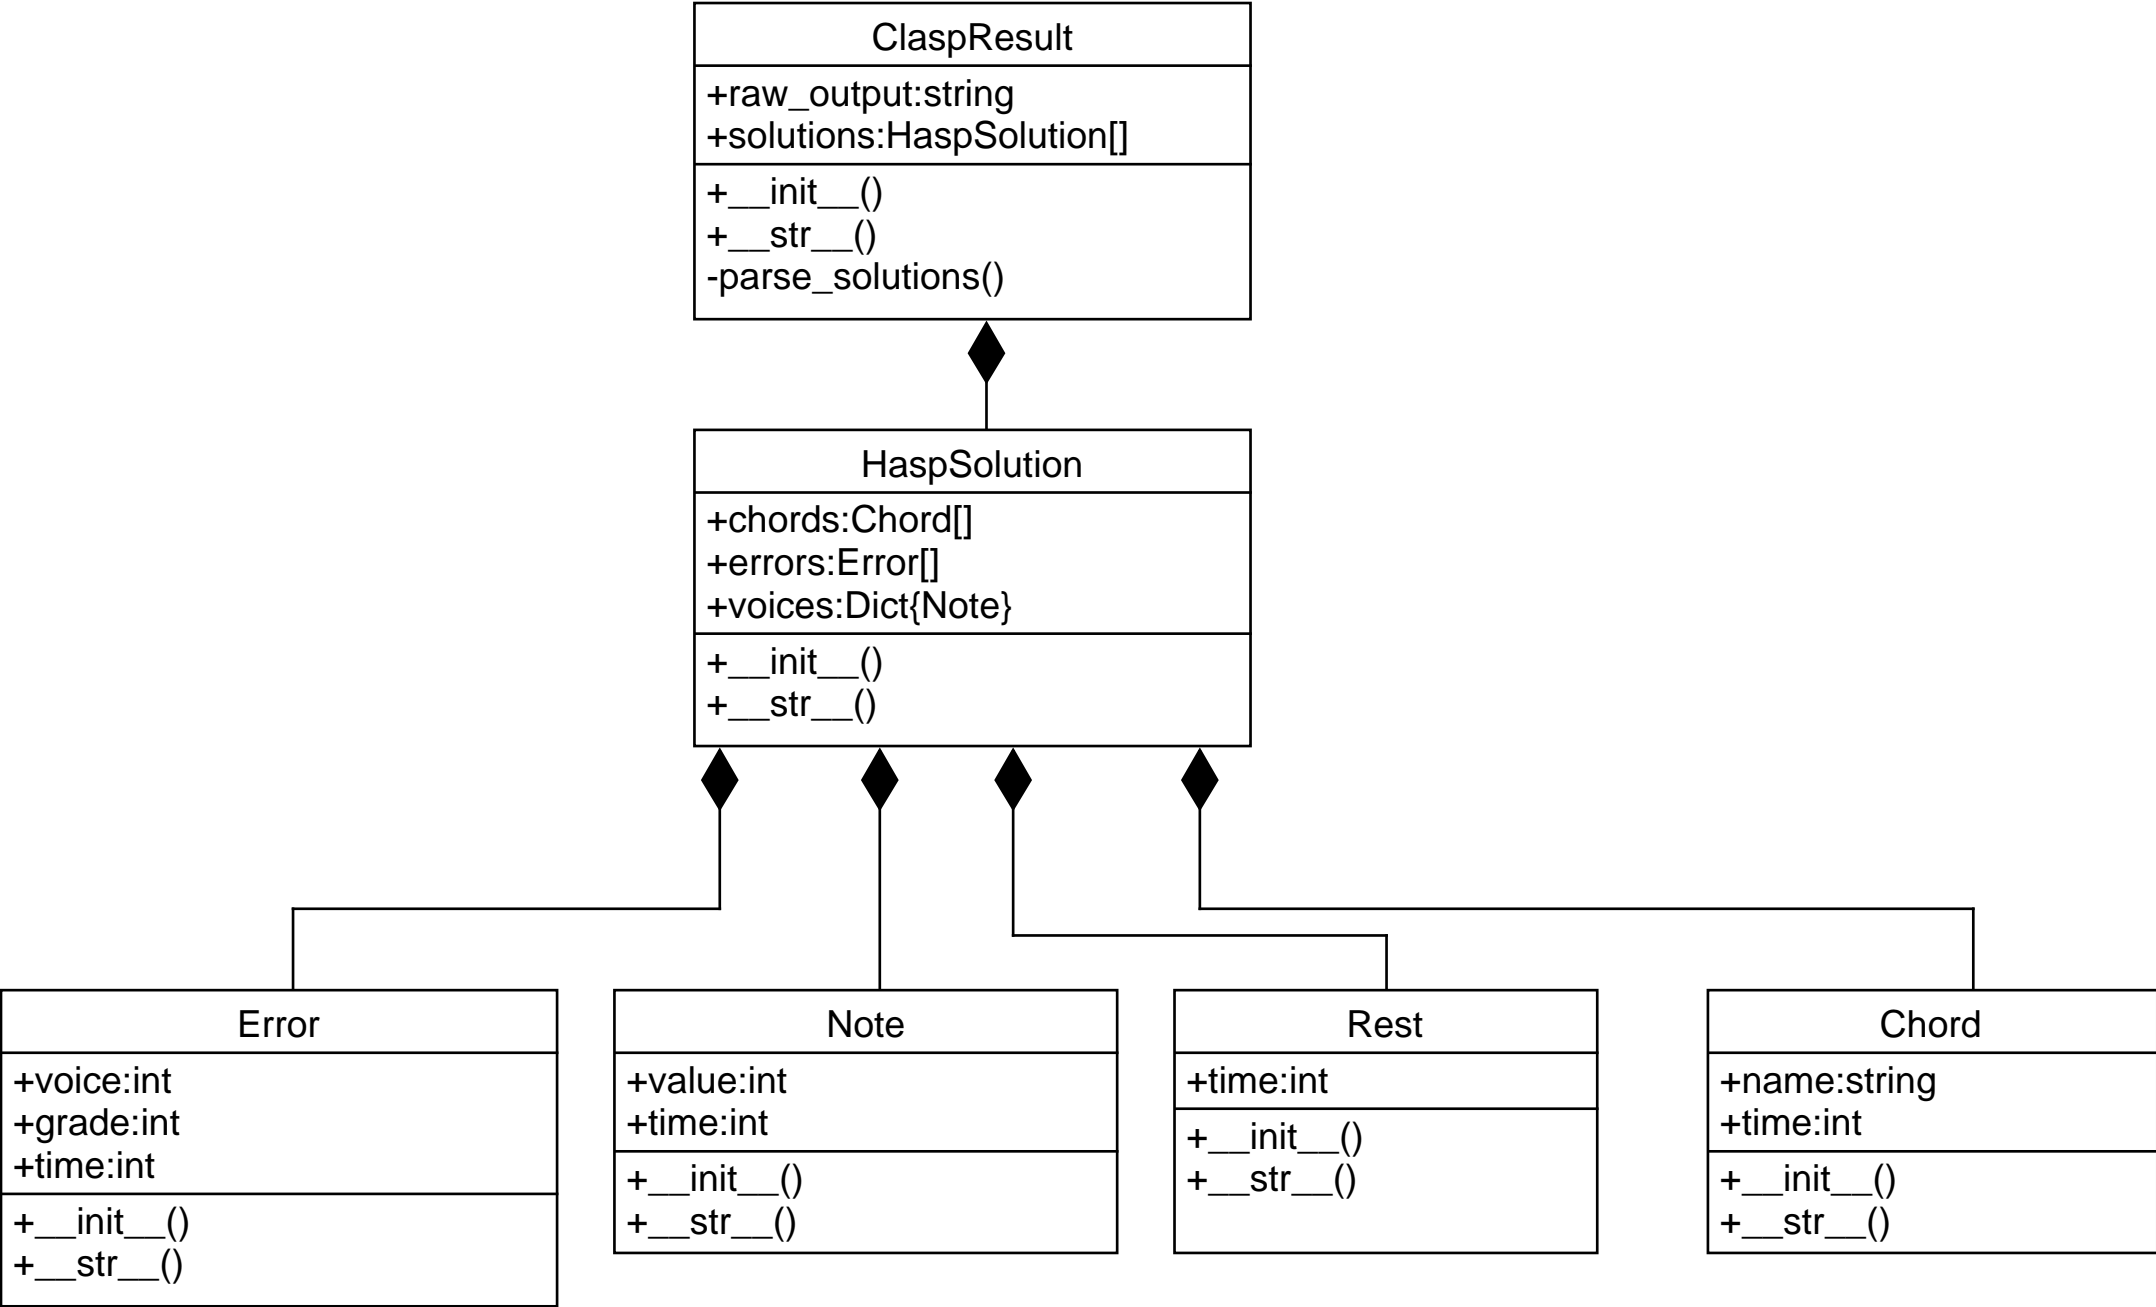 ClaspResult
+raw_output:string
+solutions:HaspSolution[]
+__init__()
+__str__()
-parse_solutions()
HaspSolution
+chords:Chord[]
+errors:Error[]
+voices:Dict{Note}
+__init__()
+__str__()
Error
+voice:int
+grade:int
+time:int
+__init__()
+__str__()
Note
+value:int
+time:int
+__init__()
+__str__()
Rest
+time:int
+__init__()
+__str__()
Chord
+name:string
+time:int
+__init__()
+__str__()